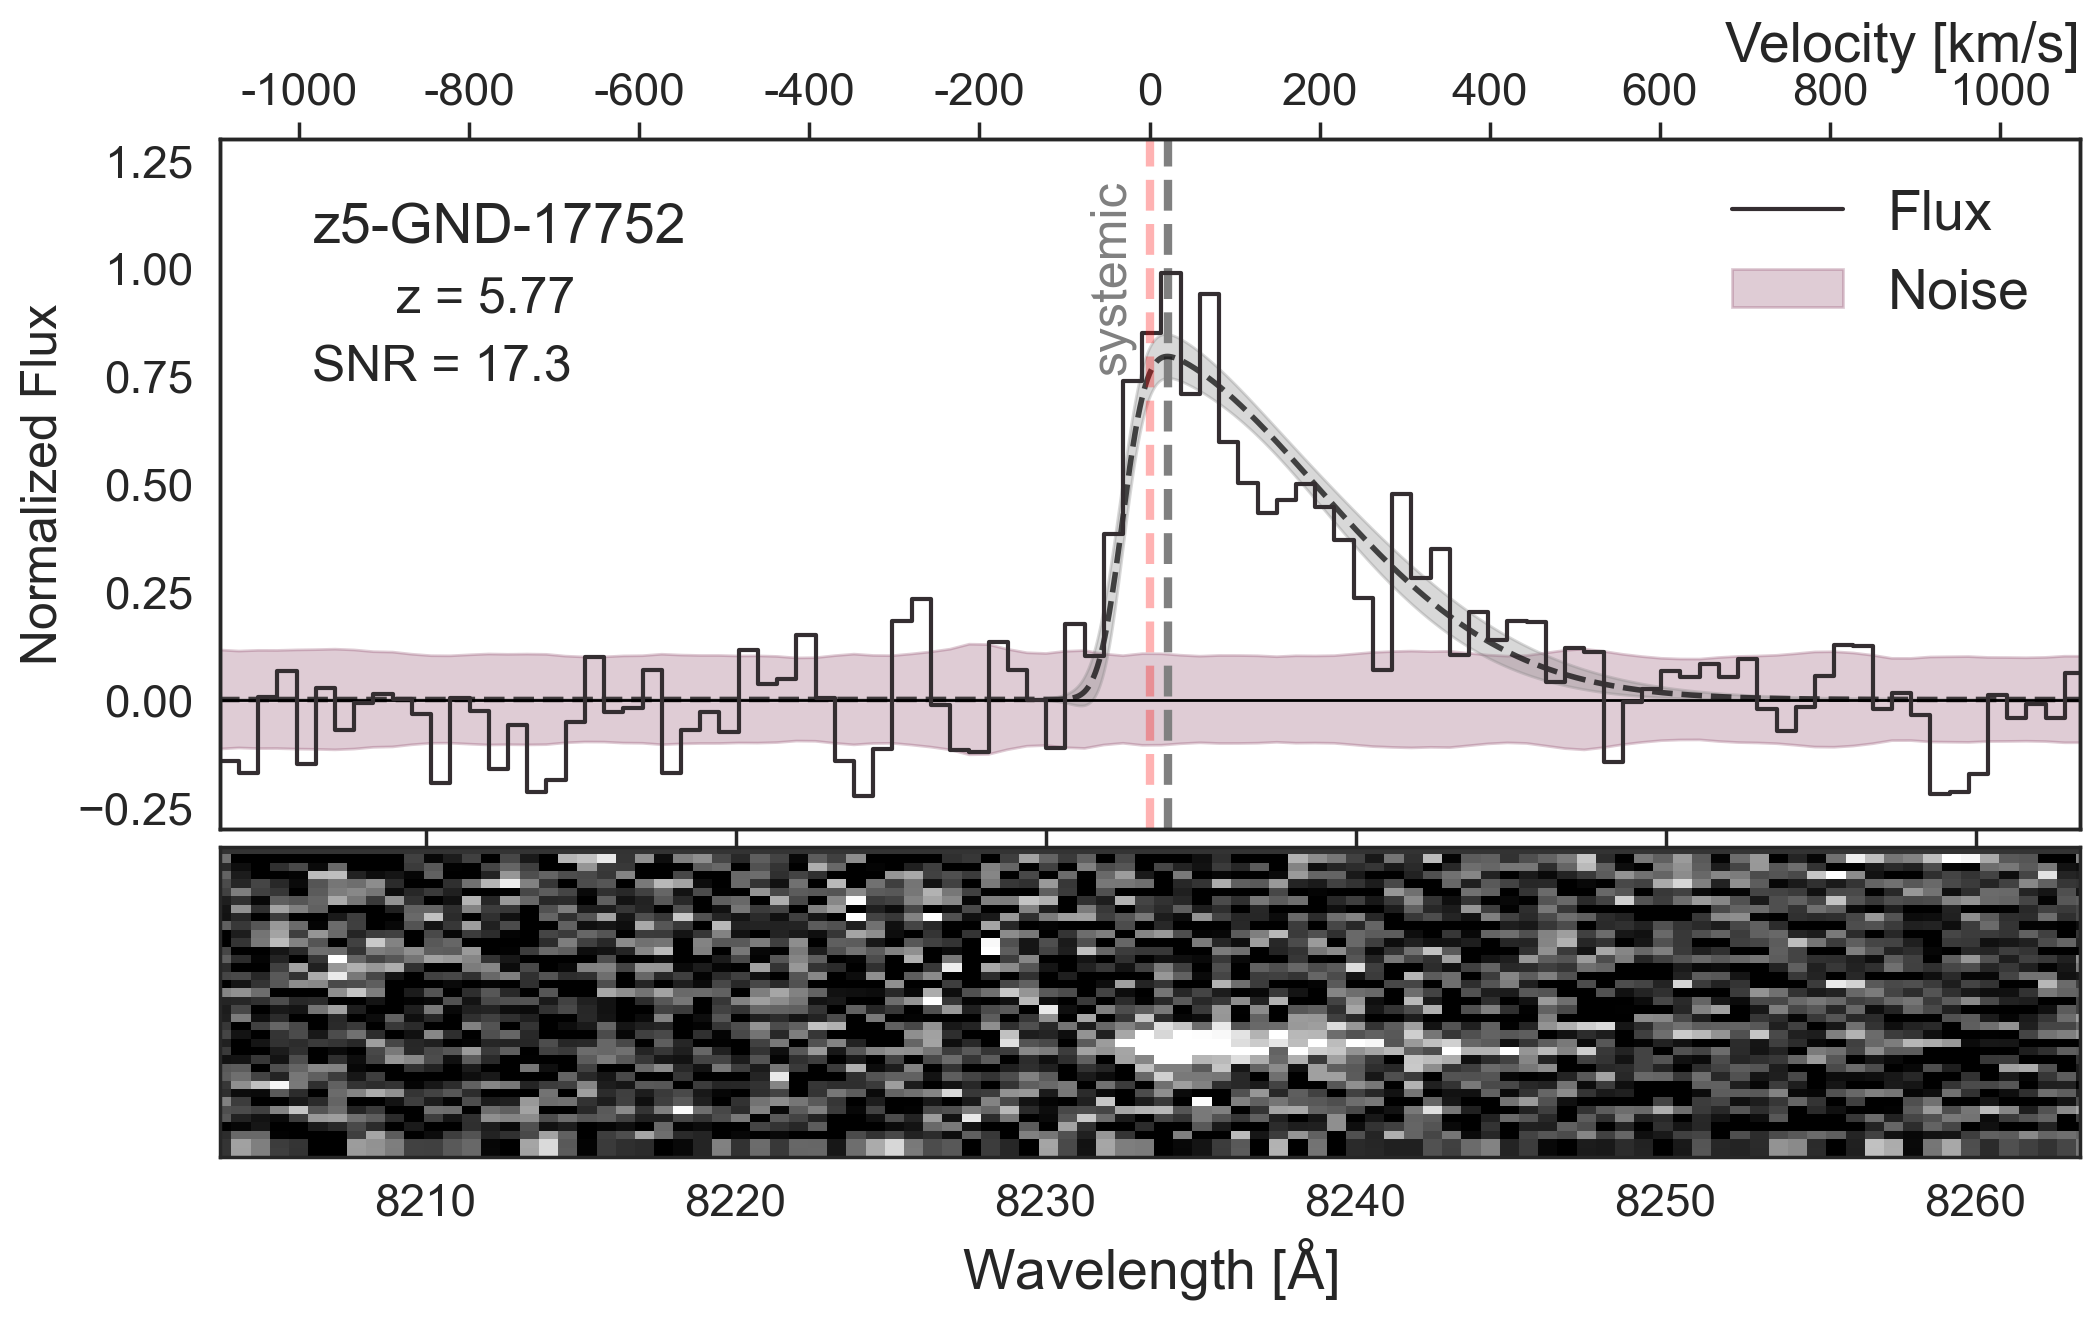 Velocity [km/s]
-1000 -800 -600 -400 -200 0 200 400 600 800 1000
1.25
1.00
0.75
0.50
0.25
0.00
−0.25
Normalized Flux
z5-GND-17752
z = 5.77
SNR = 17.3
systemic
Flux
Noise
8210 8220 8230 8240 8250 8260
Wavelength [Å]